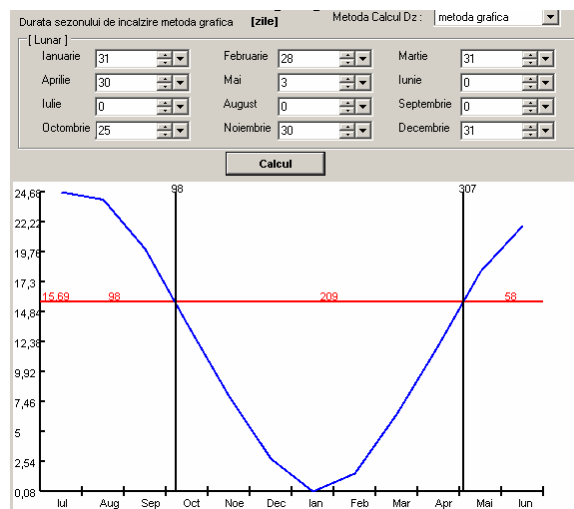 Durata sezonului de incalzire metoda grafica [zile] Metoda Calcul Dz : metoda grafica
[ Lunar ]
Ianuarie 31 Februarie 28 Martie 31
Aprilie 30 Mai 3 Iunie 0
Iulie 0 August 0 Septembrie 0
Octombrie 25 Noiembrie 30 Decembrie 31
Calcul
98 307
24,68
22,22
19,76
17,3
15.69 98 209 58
14,84
12,38
9,92
7,46
5
2,54
0,08
Iul Aug Sep Oct Noe Dec Ian Feb Mar Apr Mai Iun